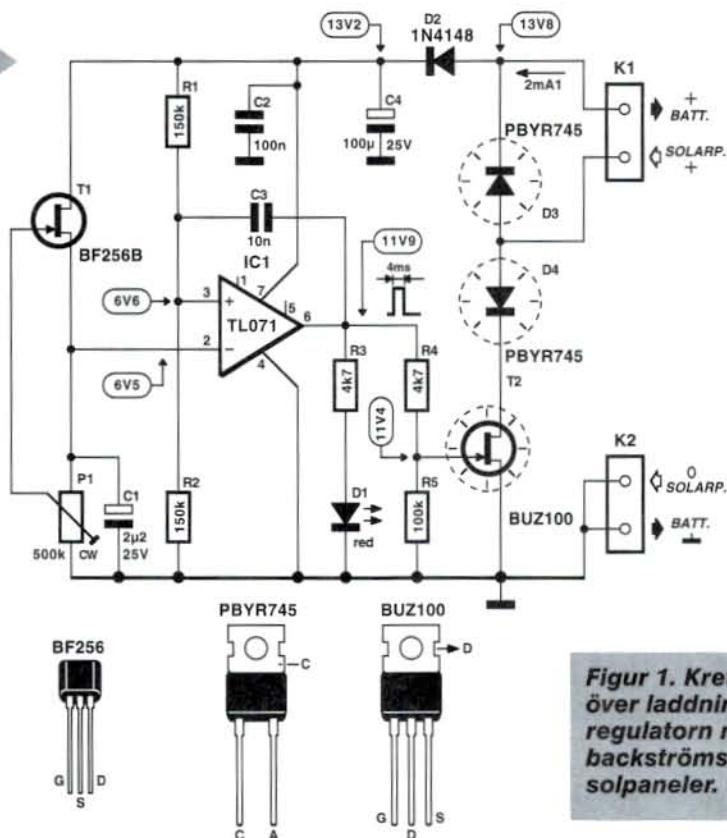 13V2
D2
1N4148
13V8
2mA1
K1
+
BATT.
SOLARP.
+
R1
150k
C2
100n
C4
100µ
25V
PBYR745
D3
T1
BF256B
C3
10n
IC1
11V9
4ms
D4
PBYR745
6V6
3
+
1
7
5
TL071
6
6V5
2
−
4
R3
4k7
R4
4k7
T2
11V4
K2
0
SOLARP.
BATT.
P1
500k
CW
C1
2µ2
25V
R2
150k
D1
red
R5
100k
BUZ100
BF256
G
S
D
PBYR745
C
C
A
BUZ100
D
G
D
S
Figur 1. Kre
över laddnin
regulatorn
backströms
solpaneler.